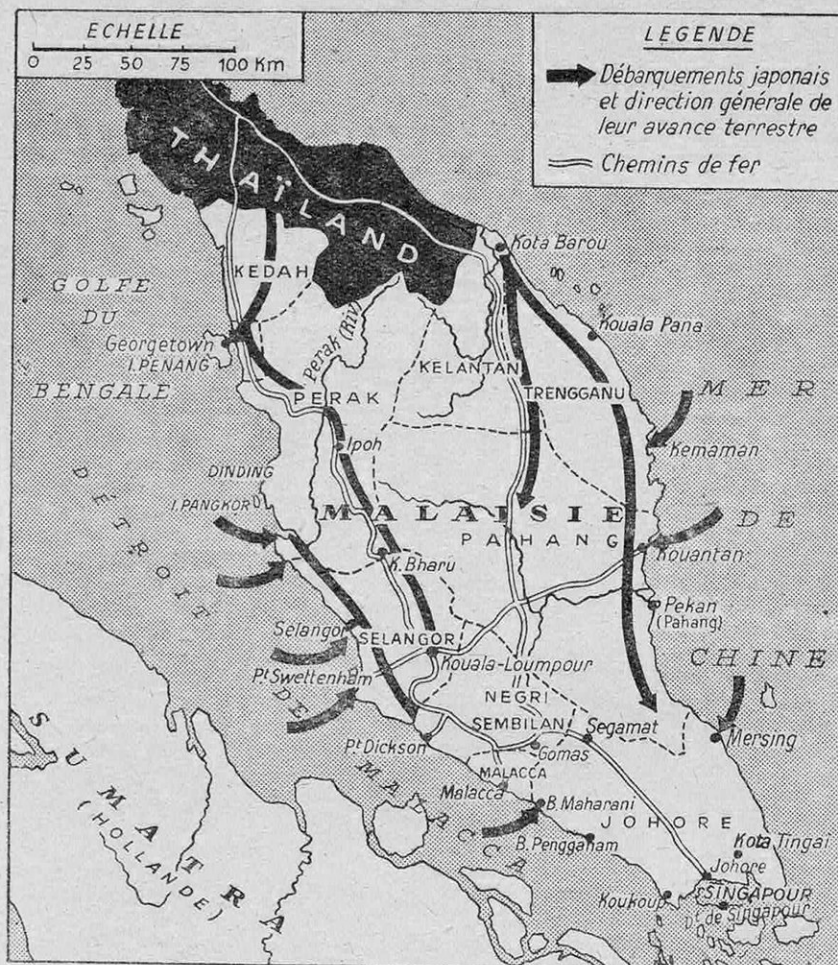 ECHELLE
0 25 50 75 100 Km
LEGENDE
Débarquements japonais
et direction générale de
leur avance terrestre
Chemins de fer
THAÏLAND
Kota Barou
KEDAH
GOLFE
DU
BENGALE
Georgetown
I. PENANG
Perak (Riv)
Kouala Pana
KELANTAN
PERAK
TRENGGANU
MER
DE
CHINE
Ipoh
Kemaman
DINDING
I. PANGKOR
MALAISIE
PAHANG
Kouantan
K. Bharu
DÉTROIT
DE
MALACCA
Pekan
(Pahang)
Selangor
SELANGOR
Kouala-Loumpour
Pt Swettenham
NEGRI
SEMBILAN
Segamat
Mersing
Pt Dickson
Gomas
MALACCA
Malacca
B. Maharani
JOHORE
B. Penggaham
Kota Tingai
Johore
SUMATRA
(HOLLANDE)
Koukoup
SINGAPOUR
Dt de Singapour